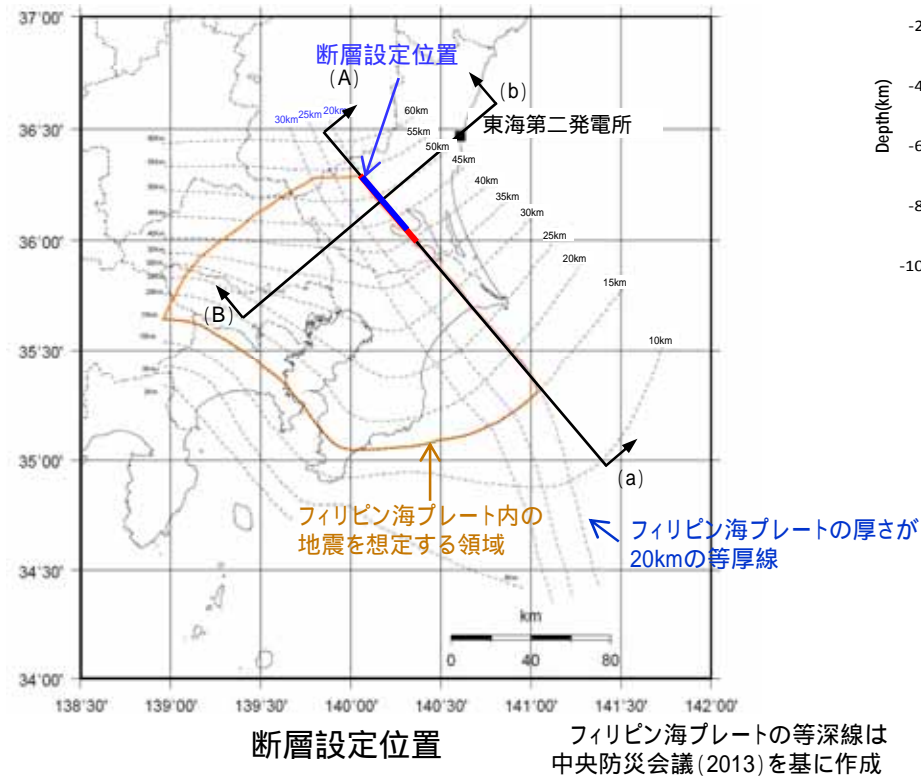 37°00'
36°30'
36°00'
35°30'
35°00'
34°30'
34°00'
138°30'
139°00'
139°30'
140°00'
140°30'
141°00'
141°30'
142°00'
断層設定位置
(A)
(b)
東海第二発電所
30km
25km
20km
60km
55km
50km
45km
40km
35km
30km
25km
20km
15km
10km
(B)
(a)
フィリピン海プレート内の
地震を想定する領域
フィリピン海プレートの厚さが
20kmの等厚線
km
0 40 80
断層設定位置
フィリピン海プレートの等深線は
中央防災会議(2013)を基に作成
Depth(km)
-2
-4
-6
-8
-10